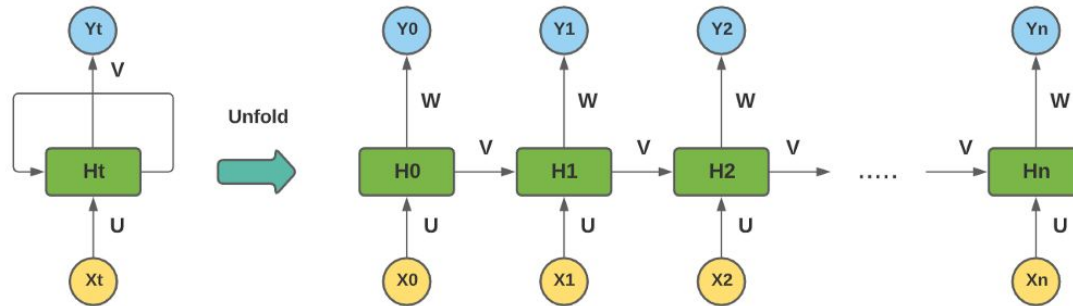 Yt Y0 Y1 Y2 Yn
V
W W W W
Unfold
V V V V
Ht H0 H1 H2 ..... Hn
U U U U U
Xt X0 X1 X2 Xn